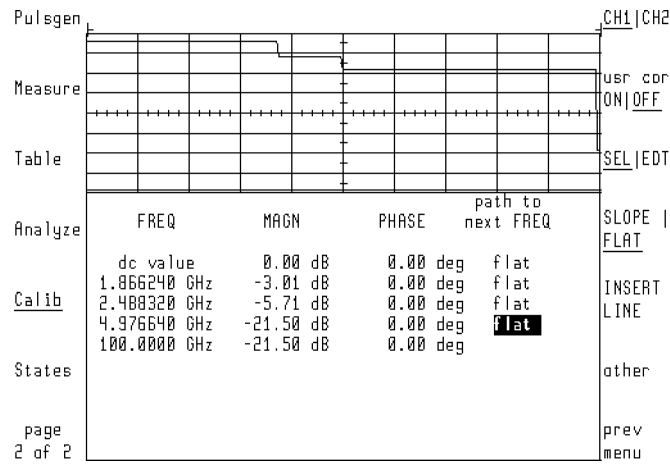 Pulsgen
CH1|CH2
Measure
usr cor
ON|OFF
Table
SEL|EDT
Analyze
FREQ MAGN PHASE path to
next FREQ
SLOPE |
FLAT
dc value 0.00 dB 0.00 deg flat
1.866240 GHz -3.01 dB 0.00 deg flat
2.488320 GHz -5.71 dB 0.00 deg flat
4.976640 GHz -21.50 dB 0.00 deg flat
100.0000 GHz -21.50 dB 0.00 deg
Calib
INSERT
LINE
States
other
page
2 of 2
prev
menu